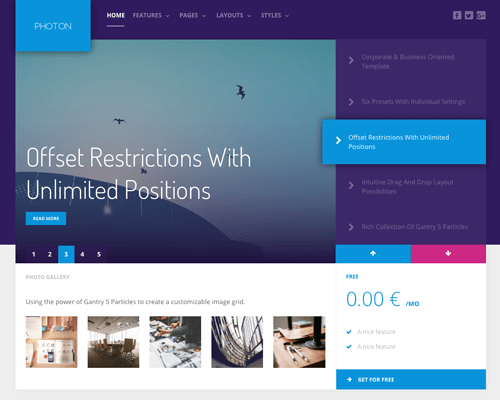 PHOTON
HOME FEATURES PAGES LAYOUTS STYLES
Corporate & Business Oriented
Template
Six Presets With Individual Settings
Offset Restrictions With Unlimited
Positions
Intuitive Drag And Drop Layout
Possibilities
Rich Collection Of Gantry 5 Particles
Offset Restrictions With
Unlimited Positions
READ MORE
1 2 3 4 5
PHOTO GALLERY
Using the power of Gantry 5 Particles to create a customizable image grid.
FREE
0.00 € /MO
A nice feature
A nice feature
GET FOR FREE